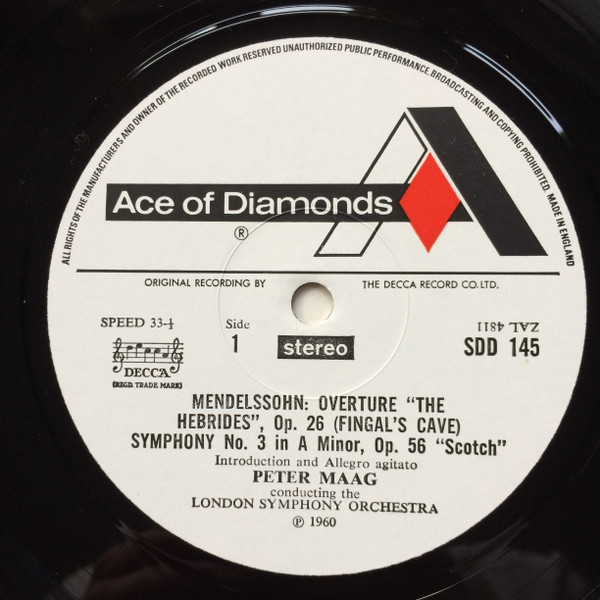 ALL RIGHTS OF THE MANUFACTURERS AND OWNER OF THE RECORDED WORK RESERVED UNAUTHORIZED PUBLIC PERFORMANCE, BROADCASTING AND COPYING PROHIBITED. MADE IN ENGLAND
Ace of Diamonds
®
ORIGINAL RECORDING BY THE DECCA RECORD CO. LTD.
SPEED 33-⅓
DECCA
(REGD. TRADE MARK)
Side
1
stereo
ZAL 4811
SDD 145
MENDELSSOHN: OVERTURE “THE
HEBRIDES”, Op. 26 (FINGAL'S CAVE)
SYMPHONY No. 3 in A Minor, Op. 56 “Scotch”
Introduction and Allegro agitato
PETER MAAG
conducting the
LONDON SYMPHONY ORCHESTRA
℗ 1960